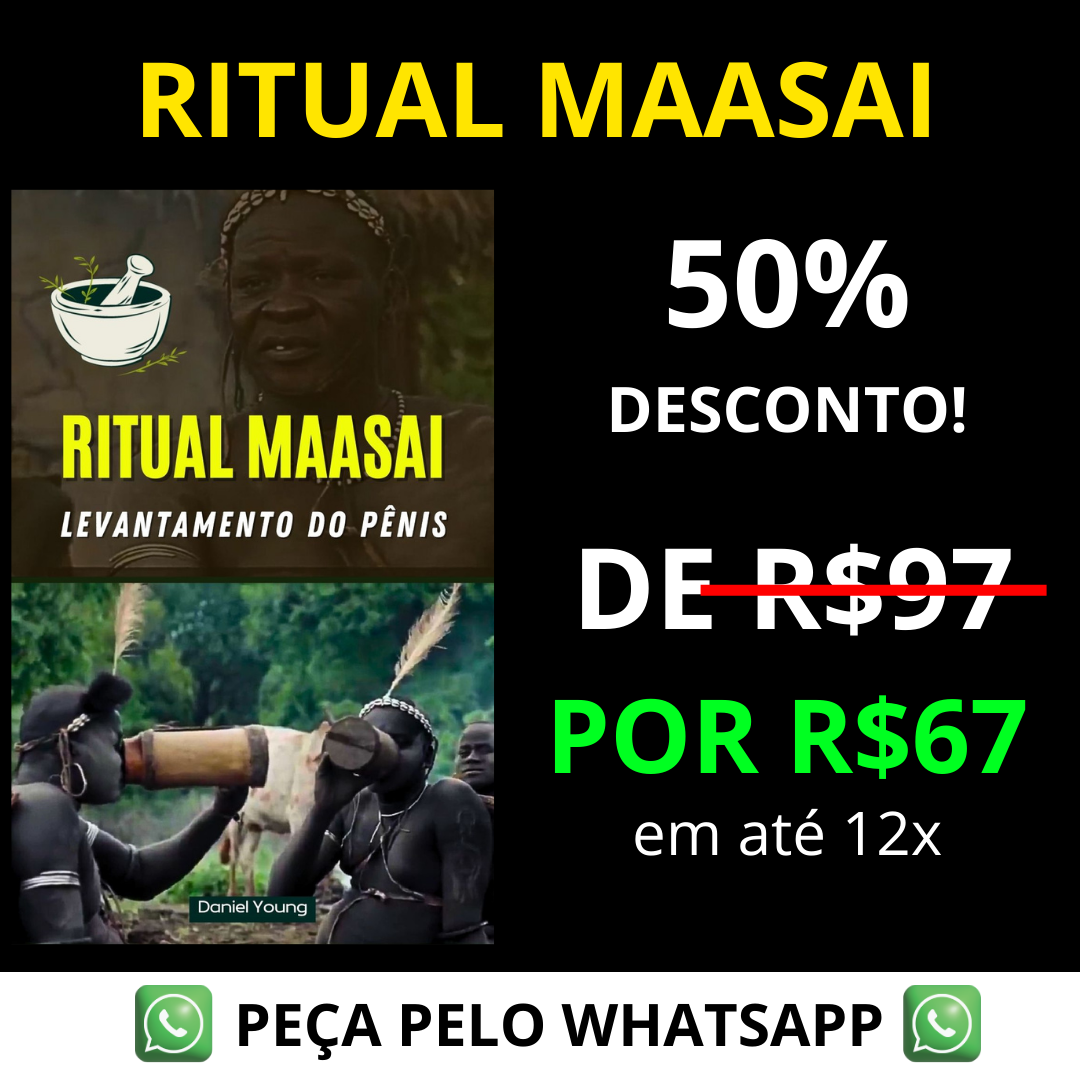 RITUAL MAASAI
RITUAL MAASAI
LEVANTAMENTO DO PÊNIS
Daniel Young
50%
DESCONTO!
DE R$97
POR R$67
em até 12x
PEÇA PELO WHATSAPP